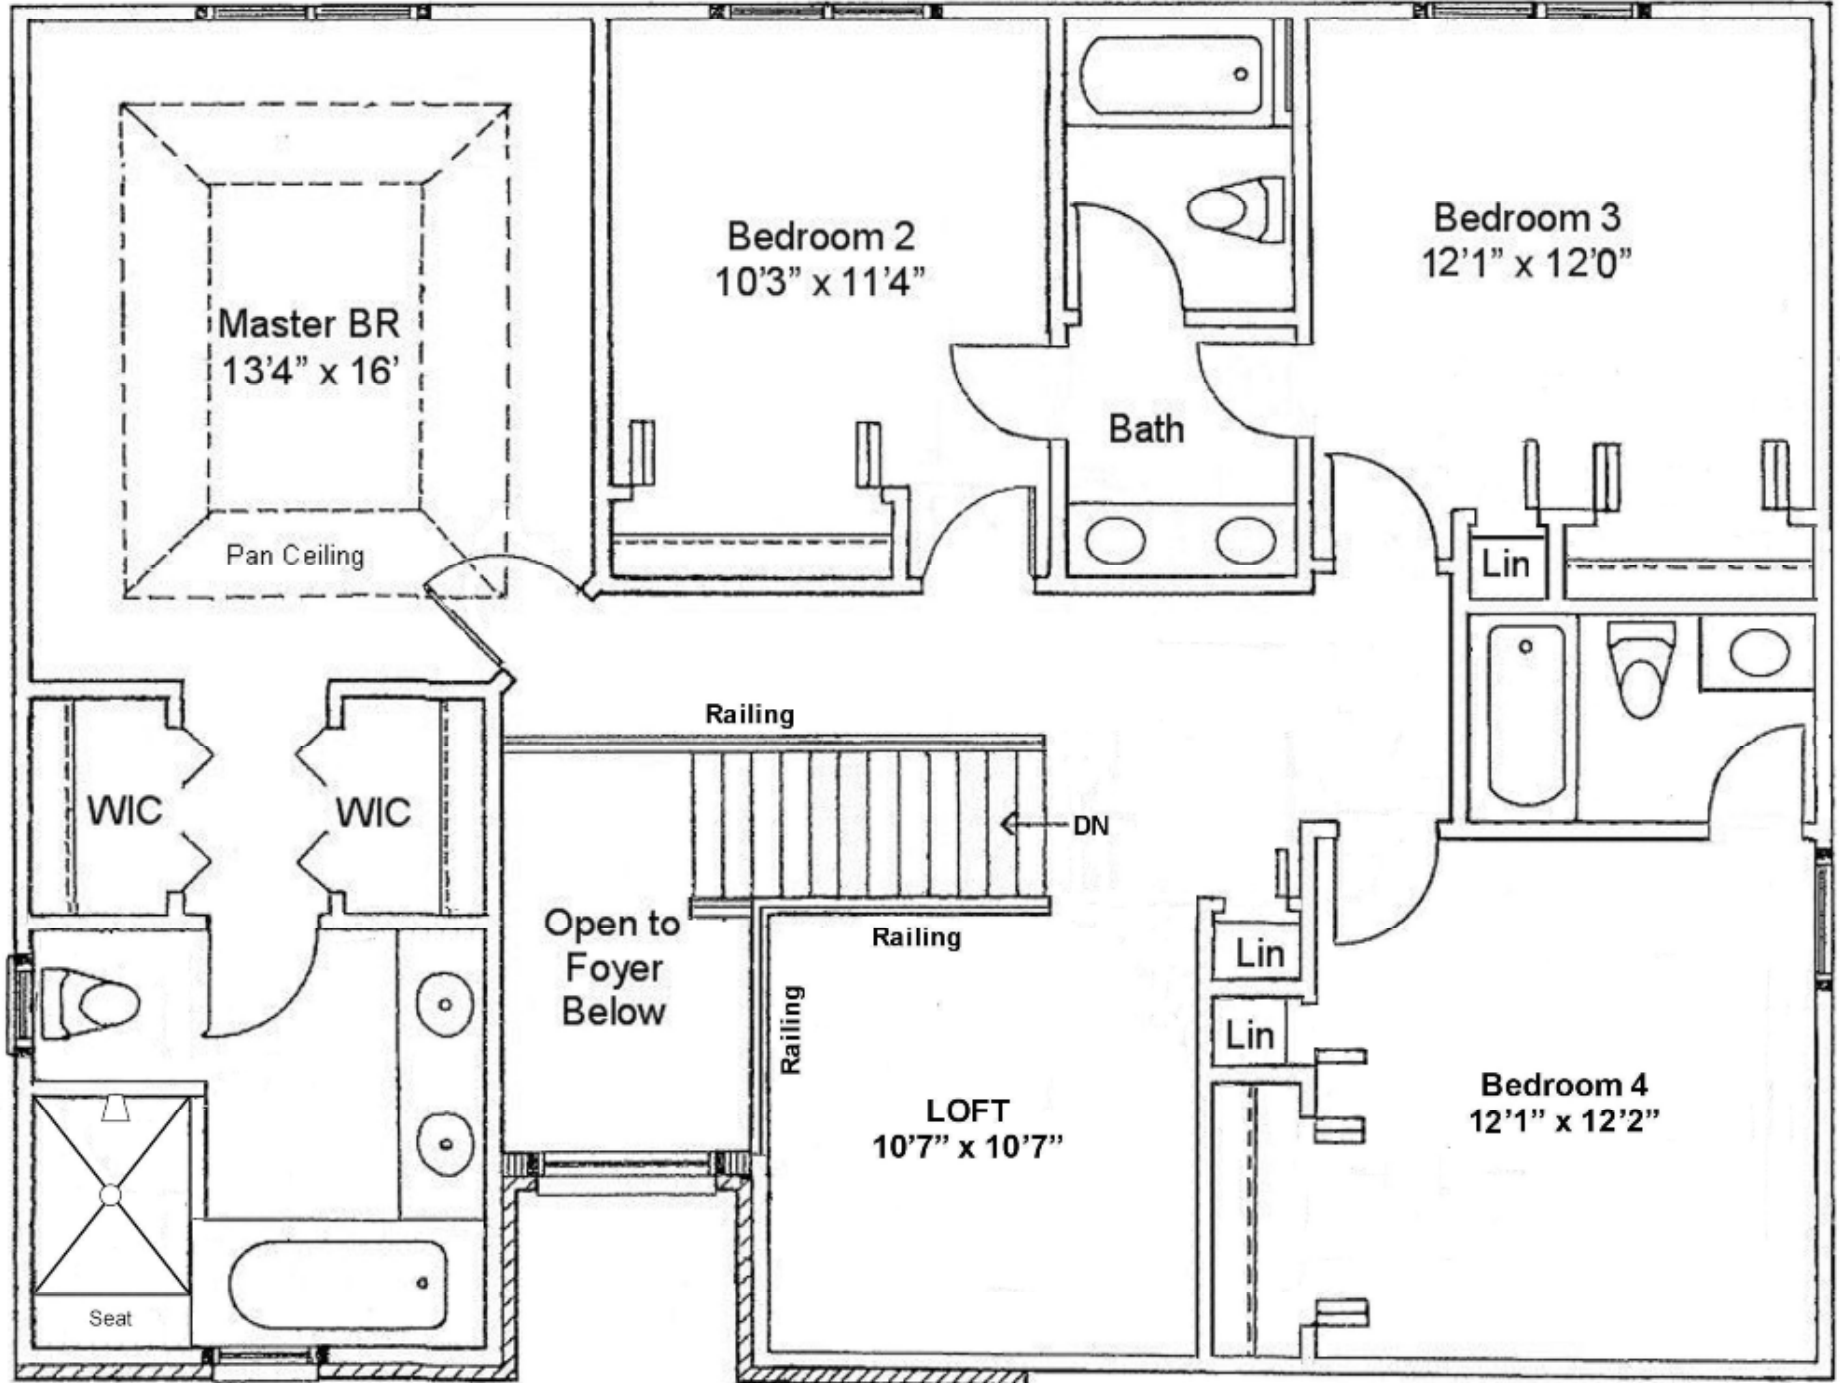 Master BR
13'4” x 16'
Pan Ceiling
Bedroom 2
10'3” x 11'4”
Bath
Bedroom 3
12'1” x 12'0”
Lin
WIC
WIC
Railing
DN
Open to
Foyer
Below
Railing
Railing
LOFT
10'7” x 10'7”
Lin
Lin
Bedroom 4
12'1” x 12'2”
Seat